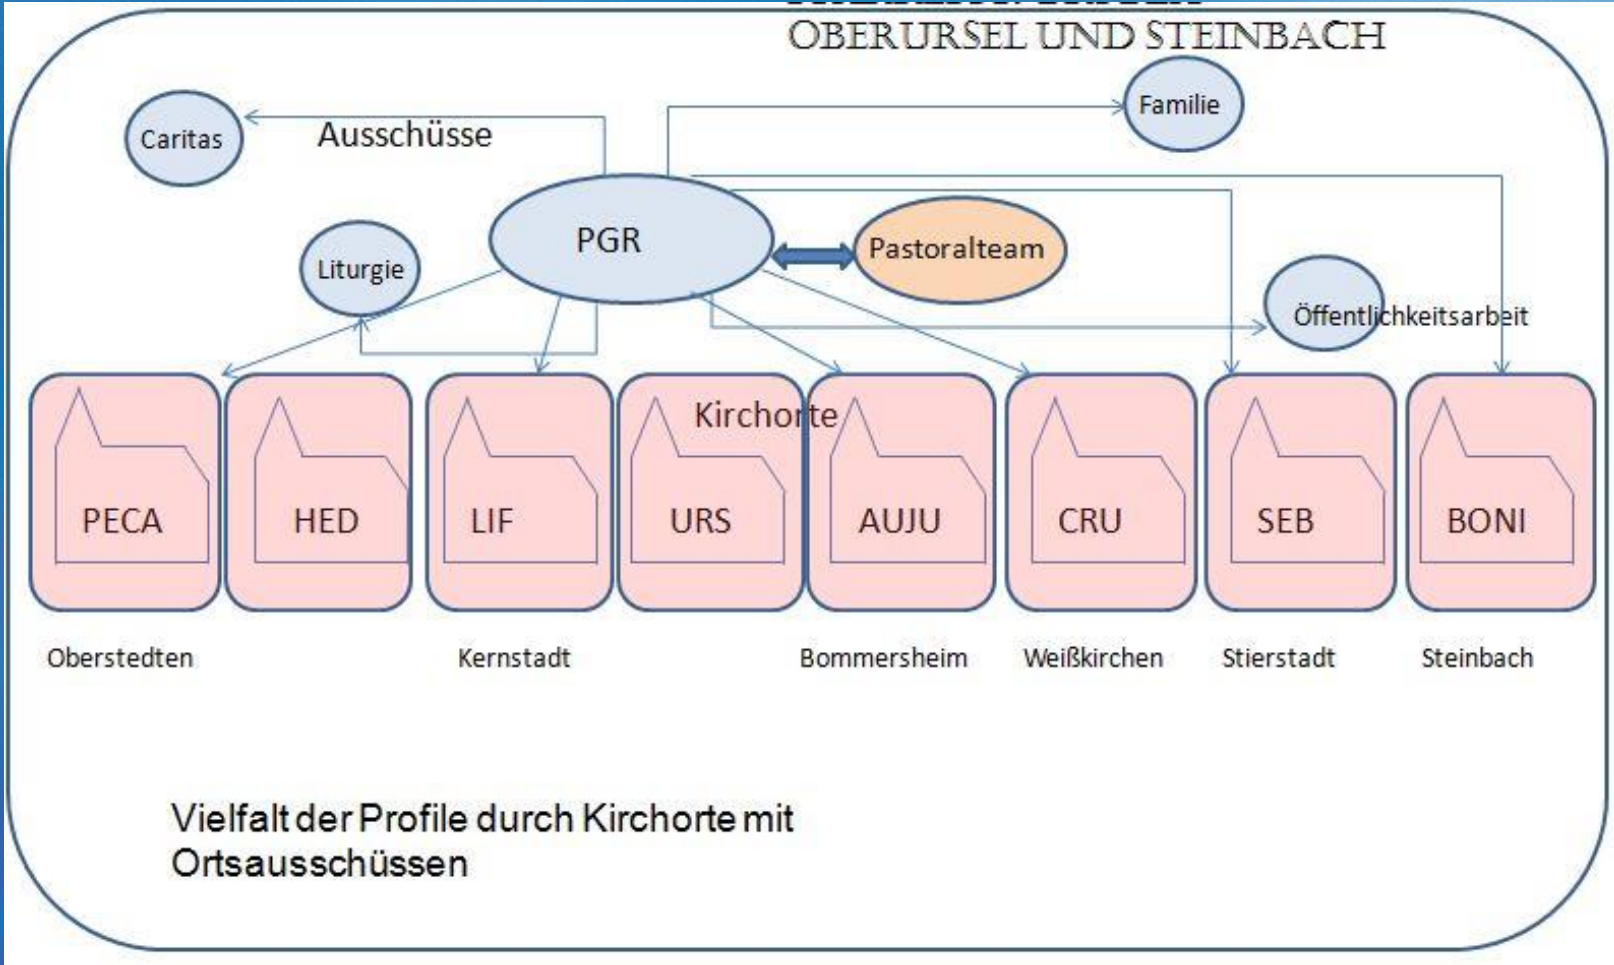 OBERURSEL UND STEINBACH
Familie
Caritas
Ausschüsse
PGR
Pastoralteam
Liturgie
Öffentlichkeitsarbeit
Kirchorte
PECA
HED
LIF
URS
AUJU
CRU
SEB
BONI
Oberstedten
Kernstadt
Bommersheim
Weißkirchen
Stierstadt
Steinbach
Vielfalt der Profile durch Kirchorte mit
Ortsausschüssen